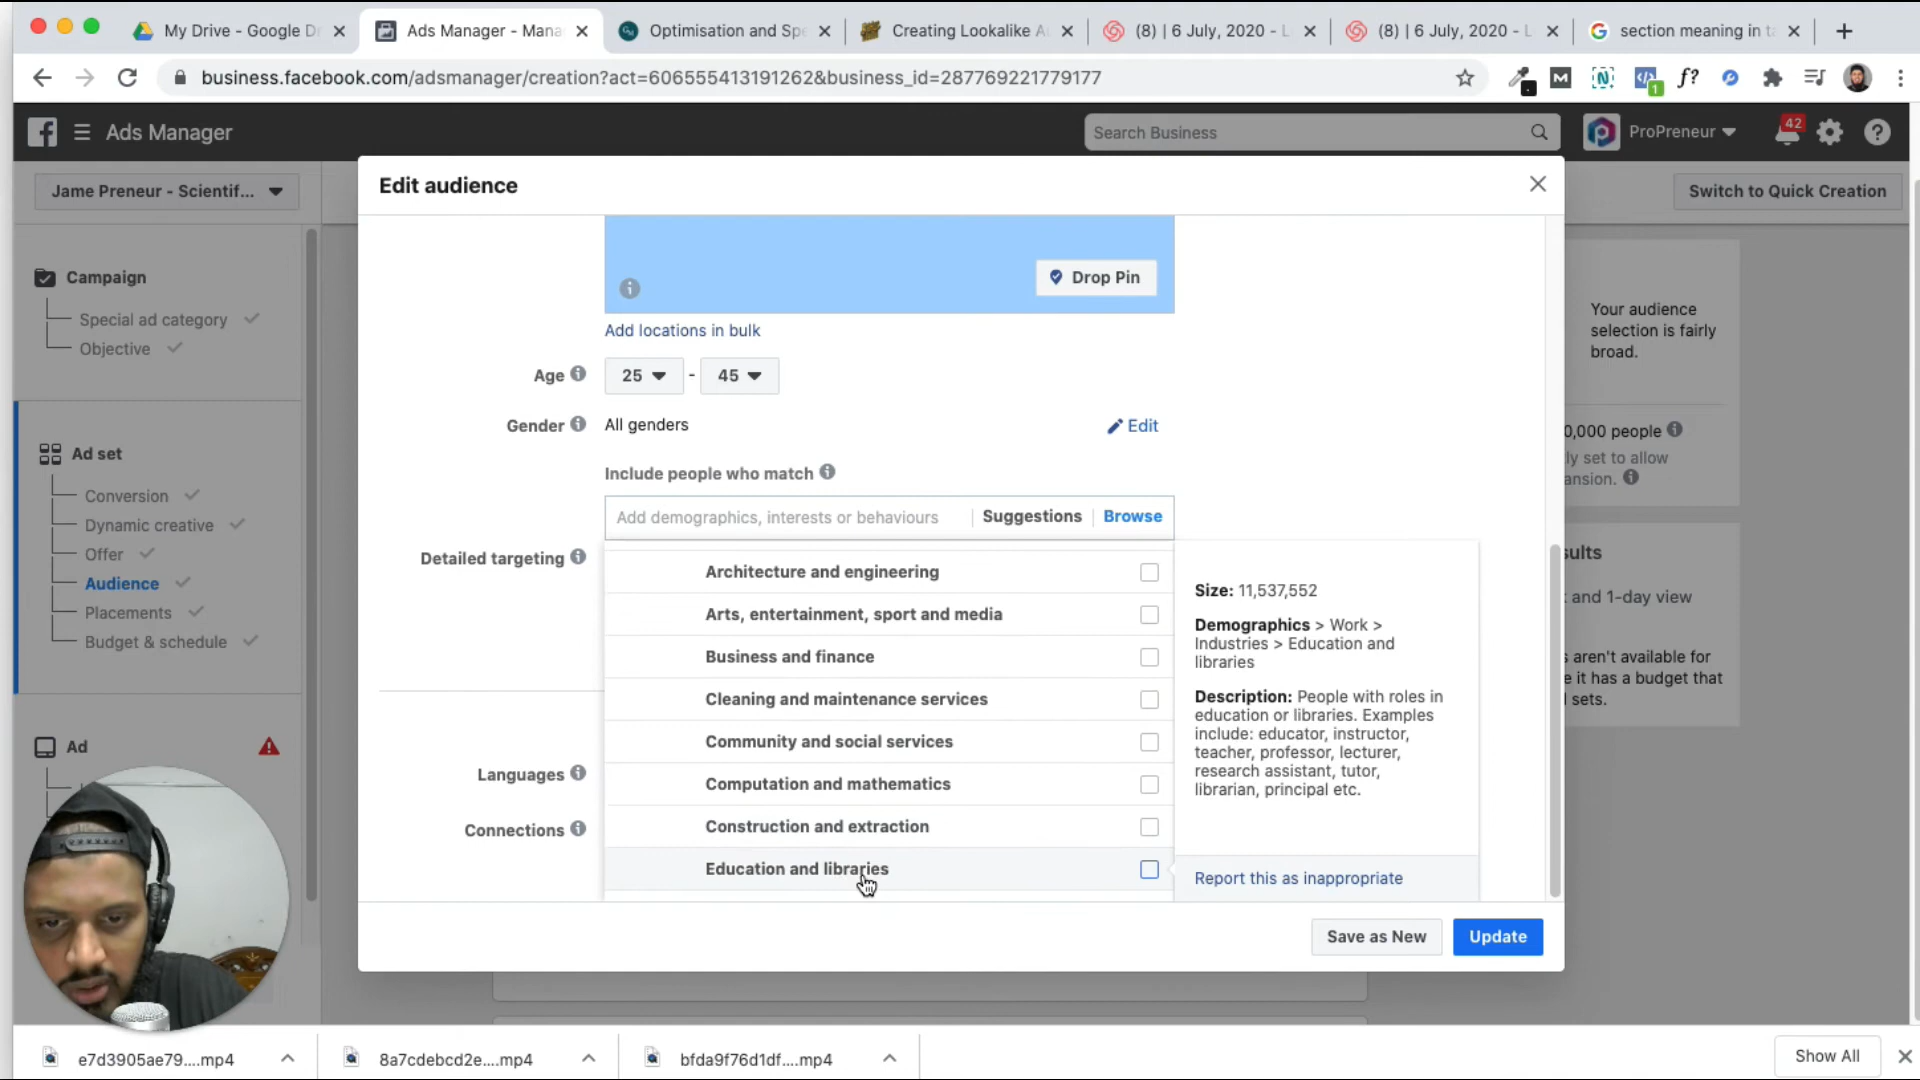 My Drive - Google Dr
Ads Manager - Mana
Optimisation and Spe
Creating Lookalike A
(8) | 6 July, 2020 - L
(8) | 6 July, 2020 - L
section meaning in ta
business.facebook.com/adsmanager/creation?act=606555413191262&business_id=287769221779177
Ads Manager
Search Business
ProPreneur
42
Jame Preneur - Scientif...
Switch to Quick Creation
Edit audience
Campaign
Special ad category
Objective
Ad set
Conversion
Dynamic creative
Offer
Audience
Placements
Budget & schedule
Ad
Drop Pin
Add locations in bulk
Age
25
-
45
Gender
All genders
Edit
Include people who match
Add demographics, interests or behaviours
Suggestions
Browse
Detailed targeting
Architecture and engineering
Arts, entertainment, sport and media
Business and finance
Cleaning and maintenance services
Community and social services
Computation and mathematics
Construction and extraction
Education and libraries
Languages
Connections
Size: 11,537,552
Demographics > Work >
Industries > Education and
libraries
Description: People with roles in
education or libraries. Examples
include: educator, instructor,
teacher, professor, lecturer,
research assistant, tutor,
librarian, principal etc.
Report this as inappropriate
Save as New
Update
Your audience
selection is fairly
broad.
0,000 people
ly set to allow
ansion.
sults
and 1-day view
s aren't available for
e it has a budget that
sets.
e7d3905ae79....mp4
8a7cdebcd2e....mp4
bfda9f76d1df....mp4
Show All